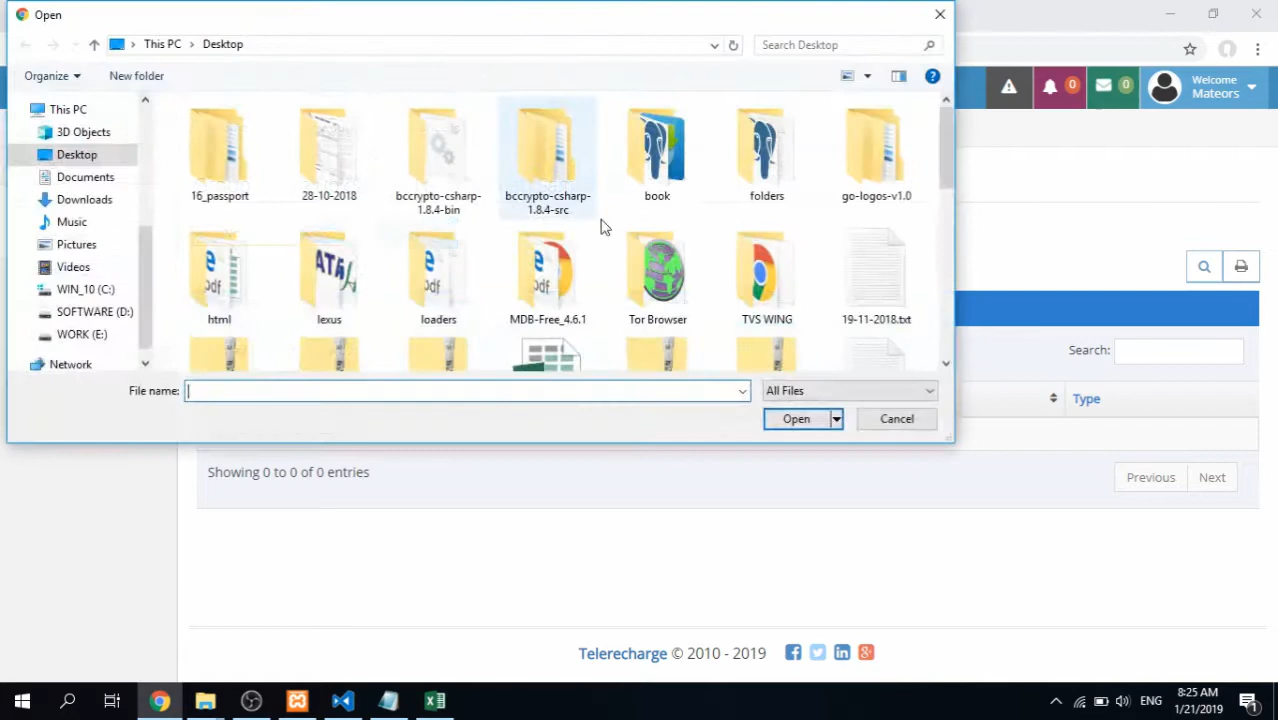 Open
This PC
Desktop
Search Desktop
Organize
New folder
Welcome
Mateors
0
0
This PC
3D Objects
Desktop
Documents
Downloads
Music
Pictures
Videos
WIN_10 (C:)
SOFTWARE (D:)
WORK (E:)
Network
16_passport
28-10-2018
bccrypto-csharp-
1.8.4-bin
bccrypto-csharp-
1.8.4-src
book
folders
go-logos-v1.0
html
lexus
loaders
MDB-Free_4.6.1
Tor Browser
TVS WING
19-11-2018.txt
File name:
All Files
Open
Cancel
Search:
Type
Showing 0 to 0 of 0 entries
Previous
Next
Telerecharge © 2010 - 2019
ENG
8:25 AM
1/21/2019
1